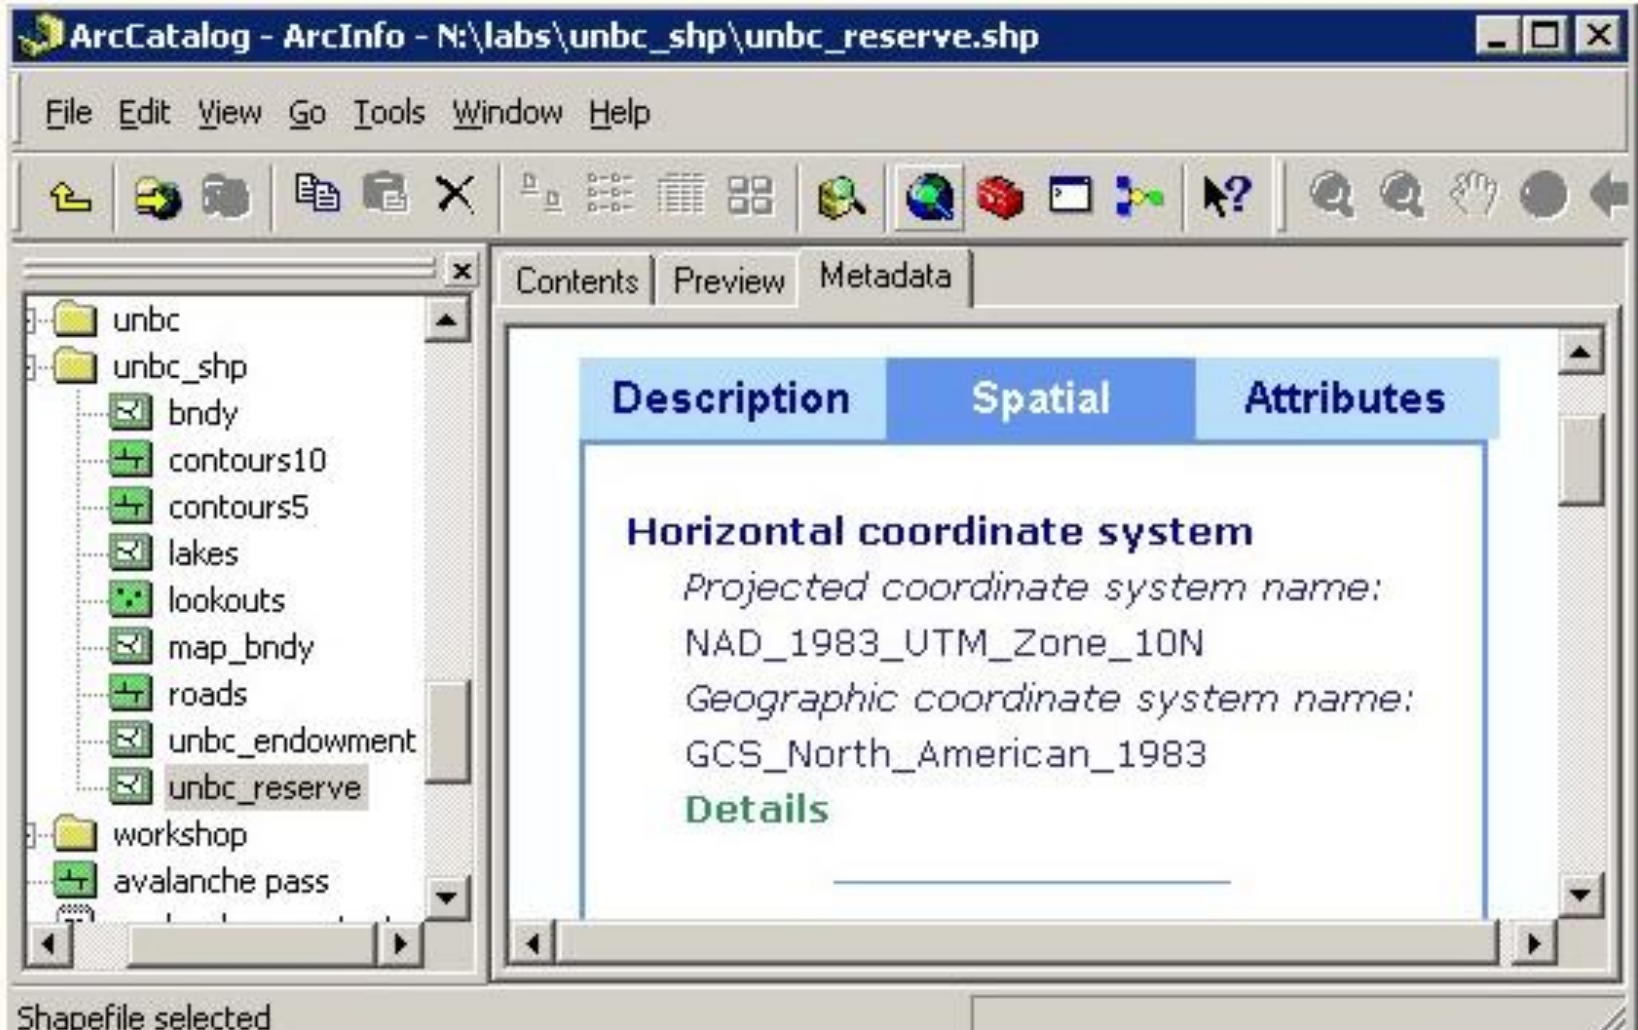 ArcCatalog - ArcInfo - N:\labs\unbc_shp\unbc_reserve.shp
File Edit View Go Tools Window Help
Contents Preview Metadata
unbc
unbc_shp
bndy
contours10
contours5
lakes
lookouts
map_bndy
roads
unbc_endowment
unbc_reserve
workshop
avalanche pass
Description Spatial Attributes
Horizontal coordinate system
Projected coordinate system name:
NAD_1983_UTM_Zone_10N
Geographic coordinate system name:
GCS_North_American_1983
Details
Shapefile selected